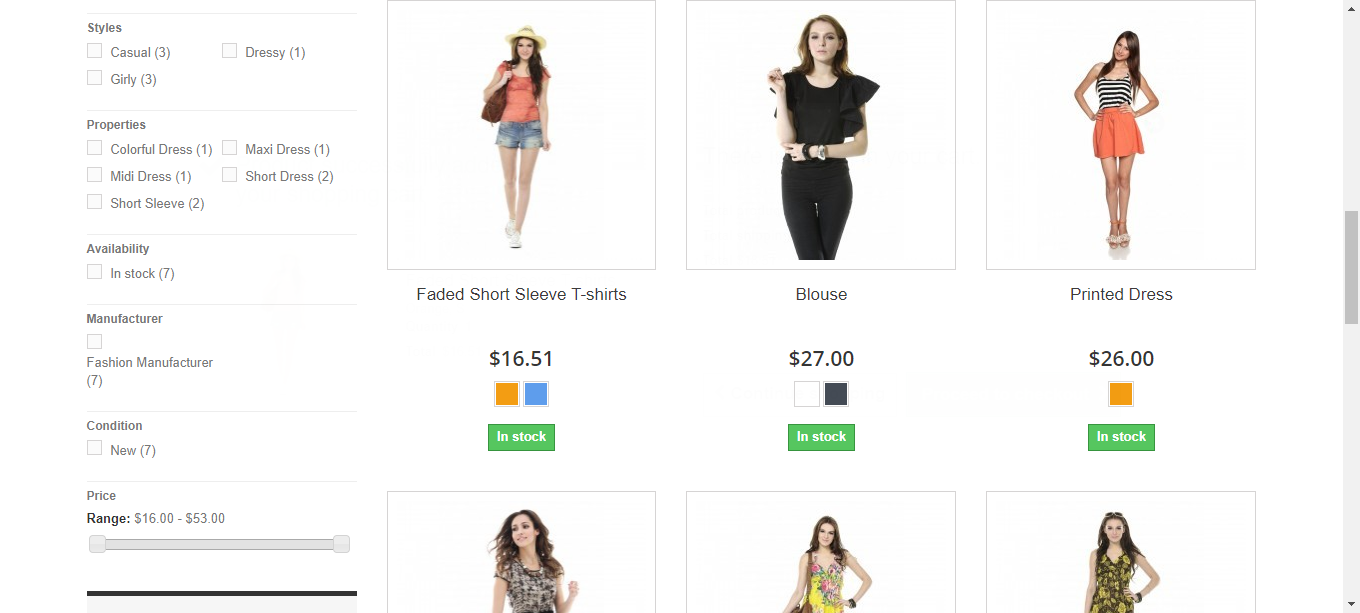 Styles
Casual (3)
Dressy (1)
Girly (3)
Properties
Colorful Dress (1)
Maxi Dress (1)
Midi Dress (1)
Short Dress (2)
Short Sleeve (2)
Availability
In stock (7)
Manufacturer
Fashion Manufacturer
(7)
Condition
New (7)
Price
Range: $16.00 - $53.00
Faded Short Sleeve T-shirts
Blouse
Printed Dress
$16.51
$27.00
$26.00
In stock
In stock
In stock